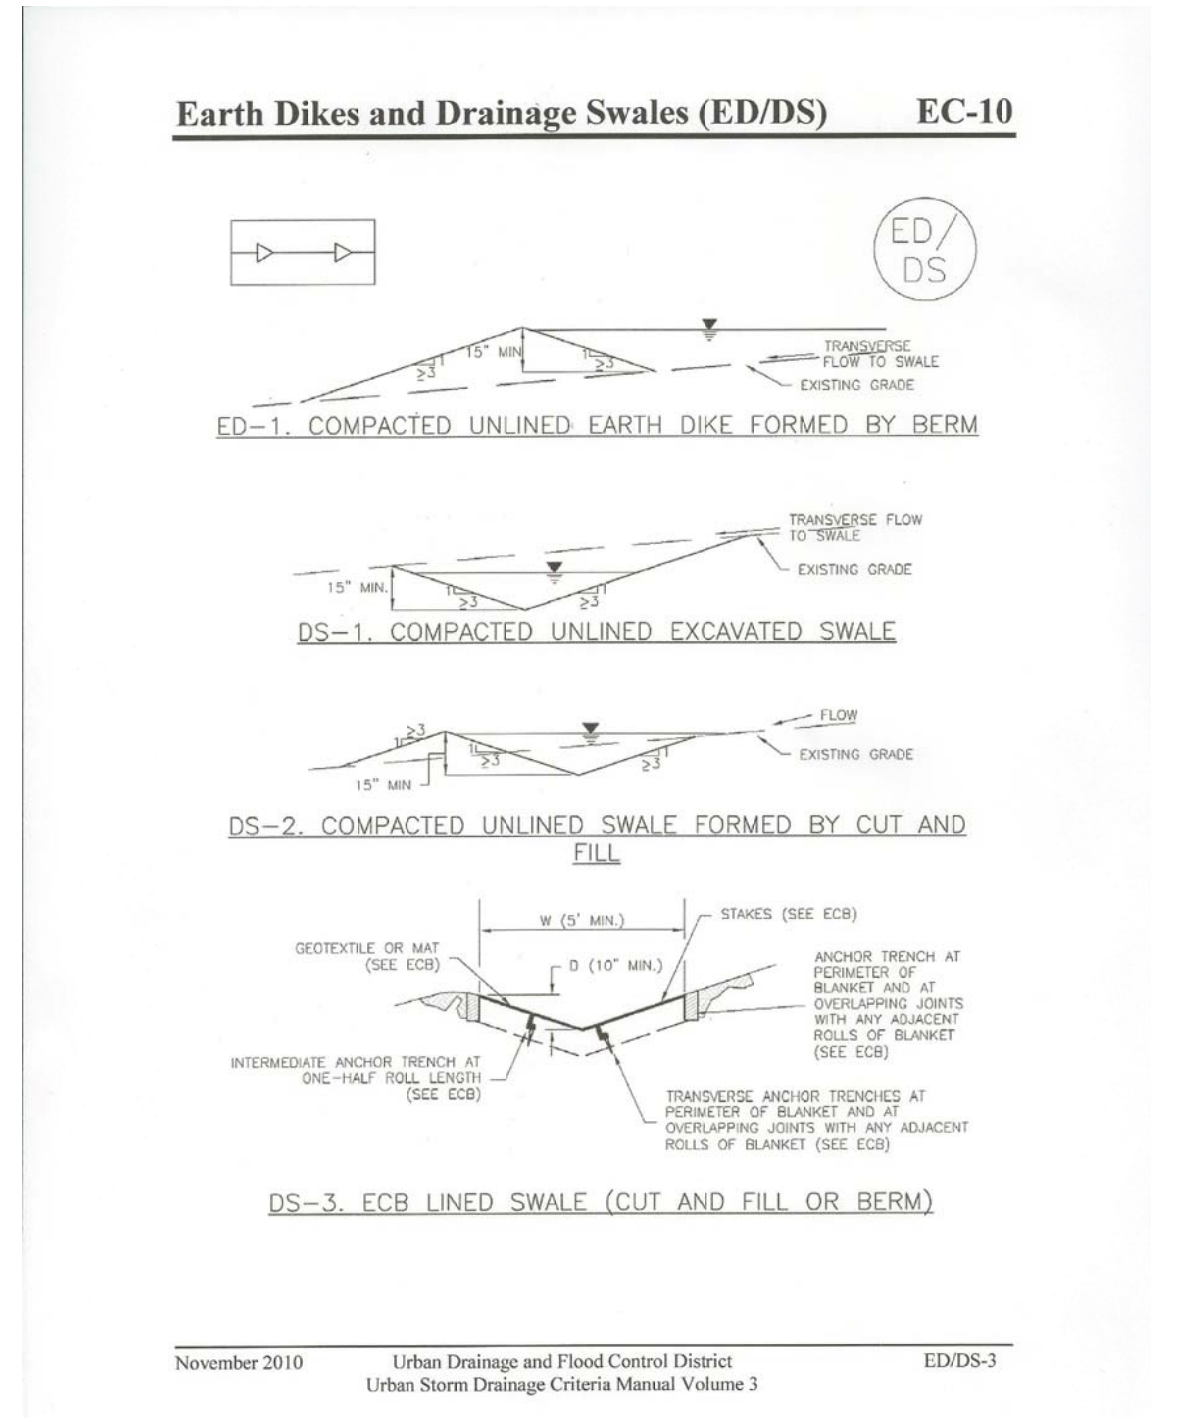 Earth Dikes and Drainage Swales (ED/DS) EC-10
ED/
DS
15" MIN
1
≥3
1
≥3
TRANSVERSE
FLOW TO SWALE
EXISTING GRADE
ED-1. COMPACTED UNLINED EARTH DIKE FORMED BY BERM
TRANSVERSE FLOW
TO SWALE
EXISTING GRADE
15" MIN.
1
≥3
1
≥3
DS-1. COMPACTED UNLINED EXCAVATED SWALE
FLOW
≥3
1
1
≥3
1
≥3
EXISTING GRADE
15" MIN
DS-2. COMPACTED UNLINED SWALE FORMED BY CUT AND
FILL
W (5' MIN.)
STAKES (SEE ECB)
GEOTEXTILE OR MAT
(SEE ECB)
D (10" MIN.)
ANCHOR TRENCH AT
PERIMETER OF
BLANKET AND AT
OVERLAPPING JOINTS
WITH ANY ADJACENT
ROLLS OF BLANKET
(SEE ECB)
INTERMEDIATE ANCHOR TRENCH AT
ONE-HALF ROLL LENGTH
(SEE ECB)
TRANSVERSE ANCHOR TRENCHES AT
PERIMETER OF BLANKET AND AT
OVERLAPPING JOINTS WITH ANY ADJACENT
ROLLS OF BLANKET (SEE ECB)
DS-3. ECB LINED SWALE (CUT AND FILL OR BERM)
November 2010 Urban Drainage and Flood Control District ED/DS-3
Urban Storm Drainage Criteria Manual Volume 3